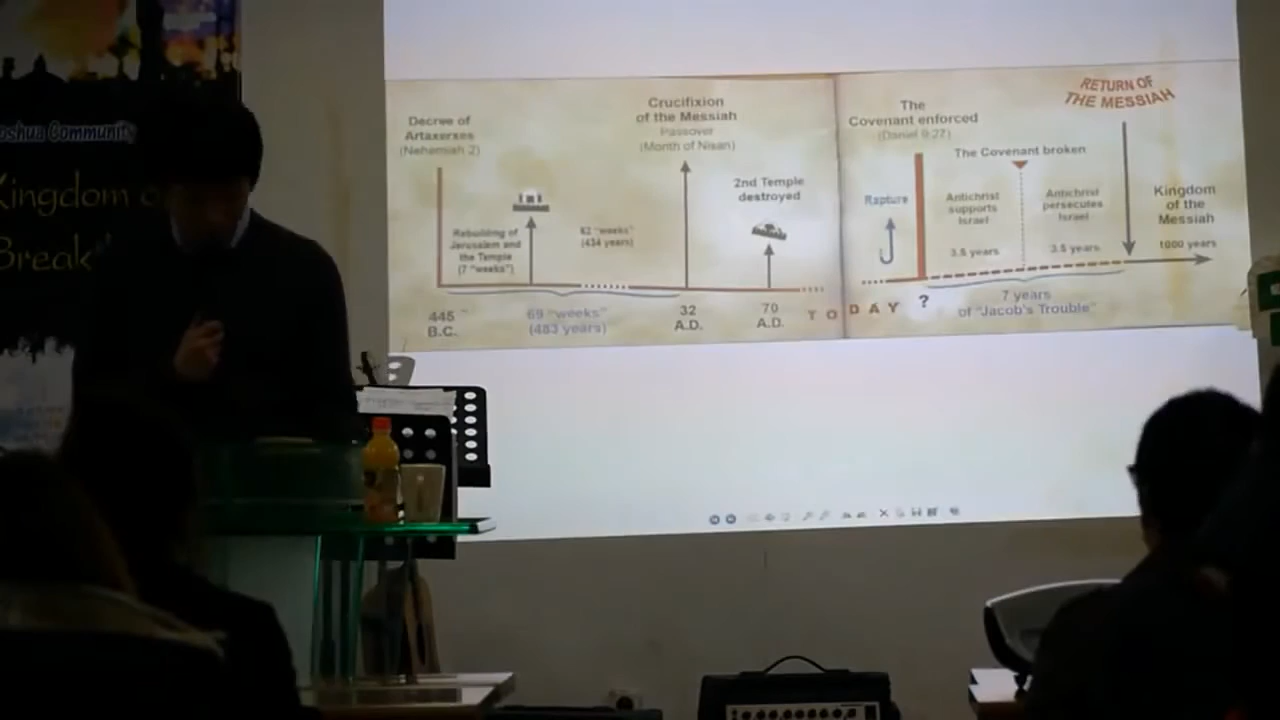 oshua Community
Kingdom o
Break
Decree of
Artaxerxes
(Nehamiah 2)
Rebuilding of
Jerusalem and
the Temple
(7 "weeks")
62 "weeks"
(434 years)
Crucifixion
of the Messiah
Passover
(Month of Nisan)
2nd Temple
destroyed
The
Covenant enforced
(Daniel 9:27)
The Covenant broken
Rapture
Antichrist
supports
Israel
3.5 years
Antichrist
persecutes
Israel
3.5 years
RETURN OF
THE MESSIAH
Kingdom
of the
Messiah
1000 years
445
B.C.
69 "weeks"
(483 years)
32
A.D.
70
A.D.
TODAY ?
7 years
of "Jacob's Trouble"